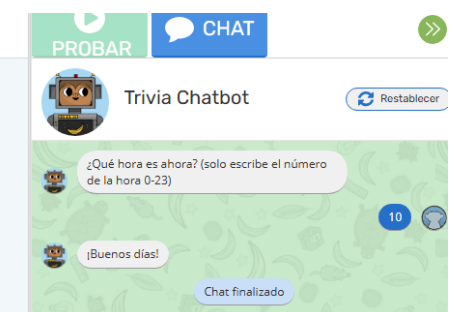 PROBAR
CHAT
Trivia Chatbot
Restablecer
¿Qué hora es ahora? (solo escribe el número
de la hora 0-23)
10
¡Buenos días!
Chat finalizado